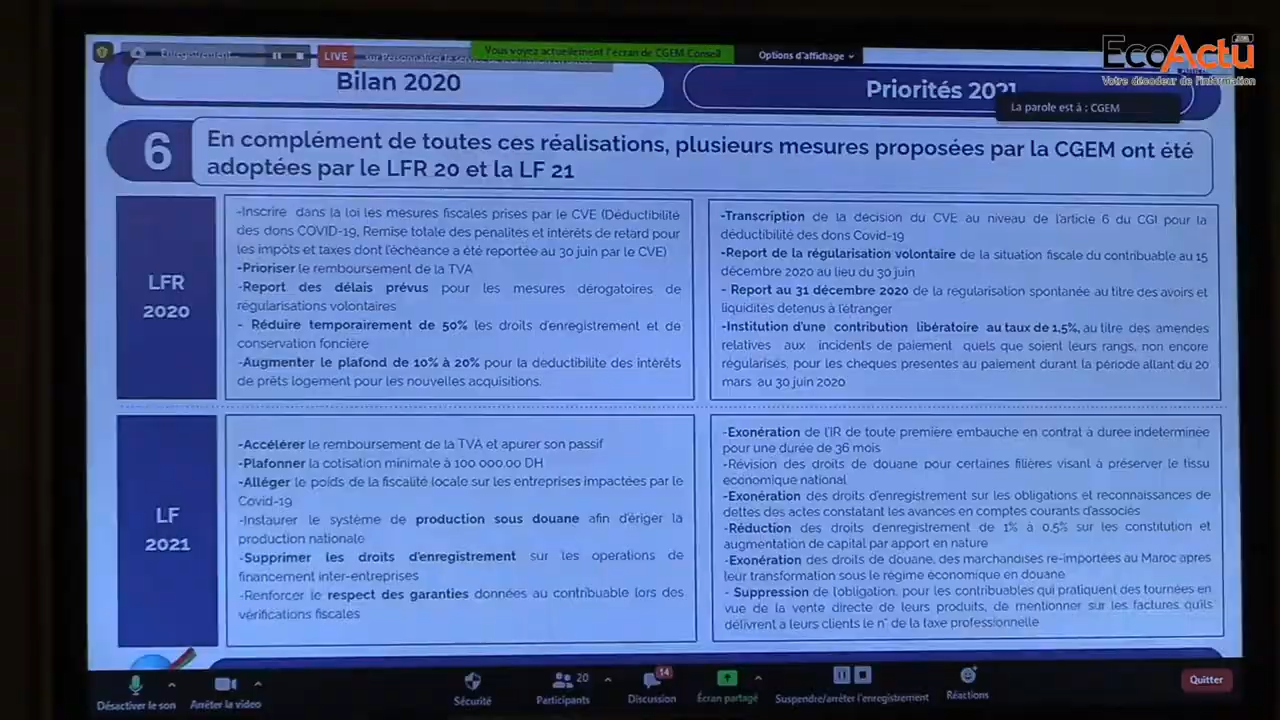 Enregistrement...
LIVE
Vous voyez actuellement l'écran de CGEM Conseil
Options d'affichage
EcoActu
Votre décodeur de l'information
Bilan 2020
Priorités 2021
La parole est à : CGEM
6
En complément de toutes ces réalisations, plusieurs mesures proposées par la CGEM ont été
adoptées par le LFR 20 et la LF 21
LFR
2020
-Inscrire dans la loi les mesures fiscales prises par le CVE (Déductibilité
des dons COVID-19, Remise totale des penalites et intérêts de retard pour
les impôts et taxes dont l'échéance a été reportée au 30 juin par le CVE)
-Prioriser le remboursement de la TVA
-Report des délais prévus pour les mesures dérogatoires de
régularisations volontaires
- Réduire temporairement de 50% les droits d'enregistrement et de
conservation foncière
-Augmenter le plafond de 10% à 20% pour la deductibilite des intérêts
de prêts logement pour les nouvelles acquisitions.
-Transcription de la décision du CVE au niveau de l'article 6 du CGI pour la
déductibilité des dons Covid-19
-Report de la régularisation volontaire de la situation fiscale du contribuable au 15
décembre 2020 au lieu du 30 juin
- Report au 31 décembre 2020 de la régularisation spontanée au titre des avoirs et
liquidités detenus à l'étranger
-Institution d'une contribution libératoire au taux de 1,5%, au titre des amendes
relatives aux incidents de paiement quels que soient leurs rangs, non encore
régularisés, pour les cheques presentes au paiement durant la période allant du 20
mars au 30 juin 2020
LF
2021
-Accélérer le remboursement de la TVA et apurer son passif
-Plafonner la cotisation minimale à 100 000.00 DH
-Alléger le poids de la fiscalité locale sur les entreprises impactées par le
Covid-19
-Instaurer le système de production sous douane afin d'ériger la
production nationale
-Supprimer les droits d'enregistrement sur les operations de
financement inter-entreprises
-Renforcer le respect des garanties données au contribuable lors des
vérifications fiscales
-Exonération de l'IR de toute première embauche en contrat à durée indeterminée
pour une durée de 36 mois
-Révision des droits de douane pour certaines filières visant à préserver le tissu
economique national
-Exonération des droits d'enregistrement sur les obligations et reconnaissances de
dettes des actes constatant les avances en comptes courants d'associés
-Réduction des droits d'enregistrement de 1% à 0,5% sur les constitution et
augmentation de capital par apport en nature
-Exonération des droits de douane, des marchandises re-importées au Maroc apres
leur transformation sous le régime économique en douane
- Suppression de l'obligation, pour les contribuables qui pratiquent des tournées en
vue de la vente directe de leurs produits, de mentionner sur les factures qu'ils
délivrent a leurs clients le n° de la taxe professionnelle
Désactiver le son
Arrêter la video
Sécurité
20
Participants
14
Discussion
Écran partagé
Suspendre/arrêter l'enregistrement
Réactions
Quitter